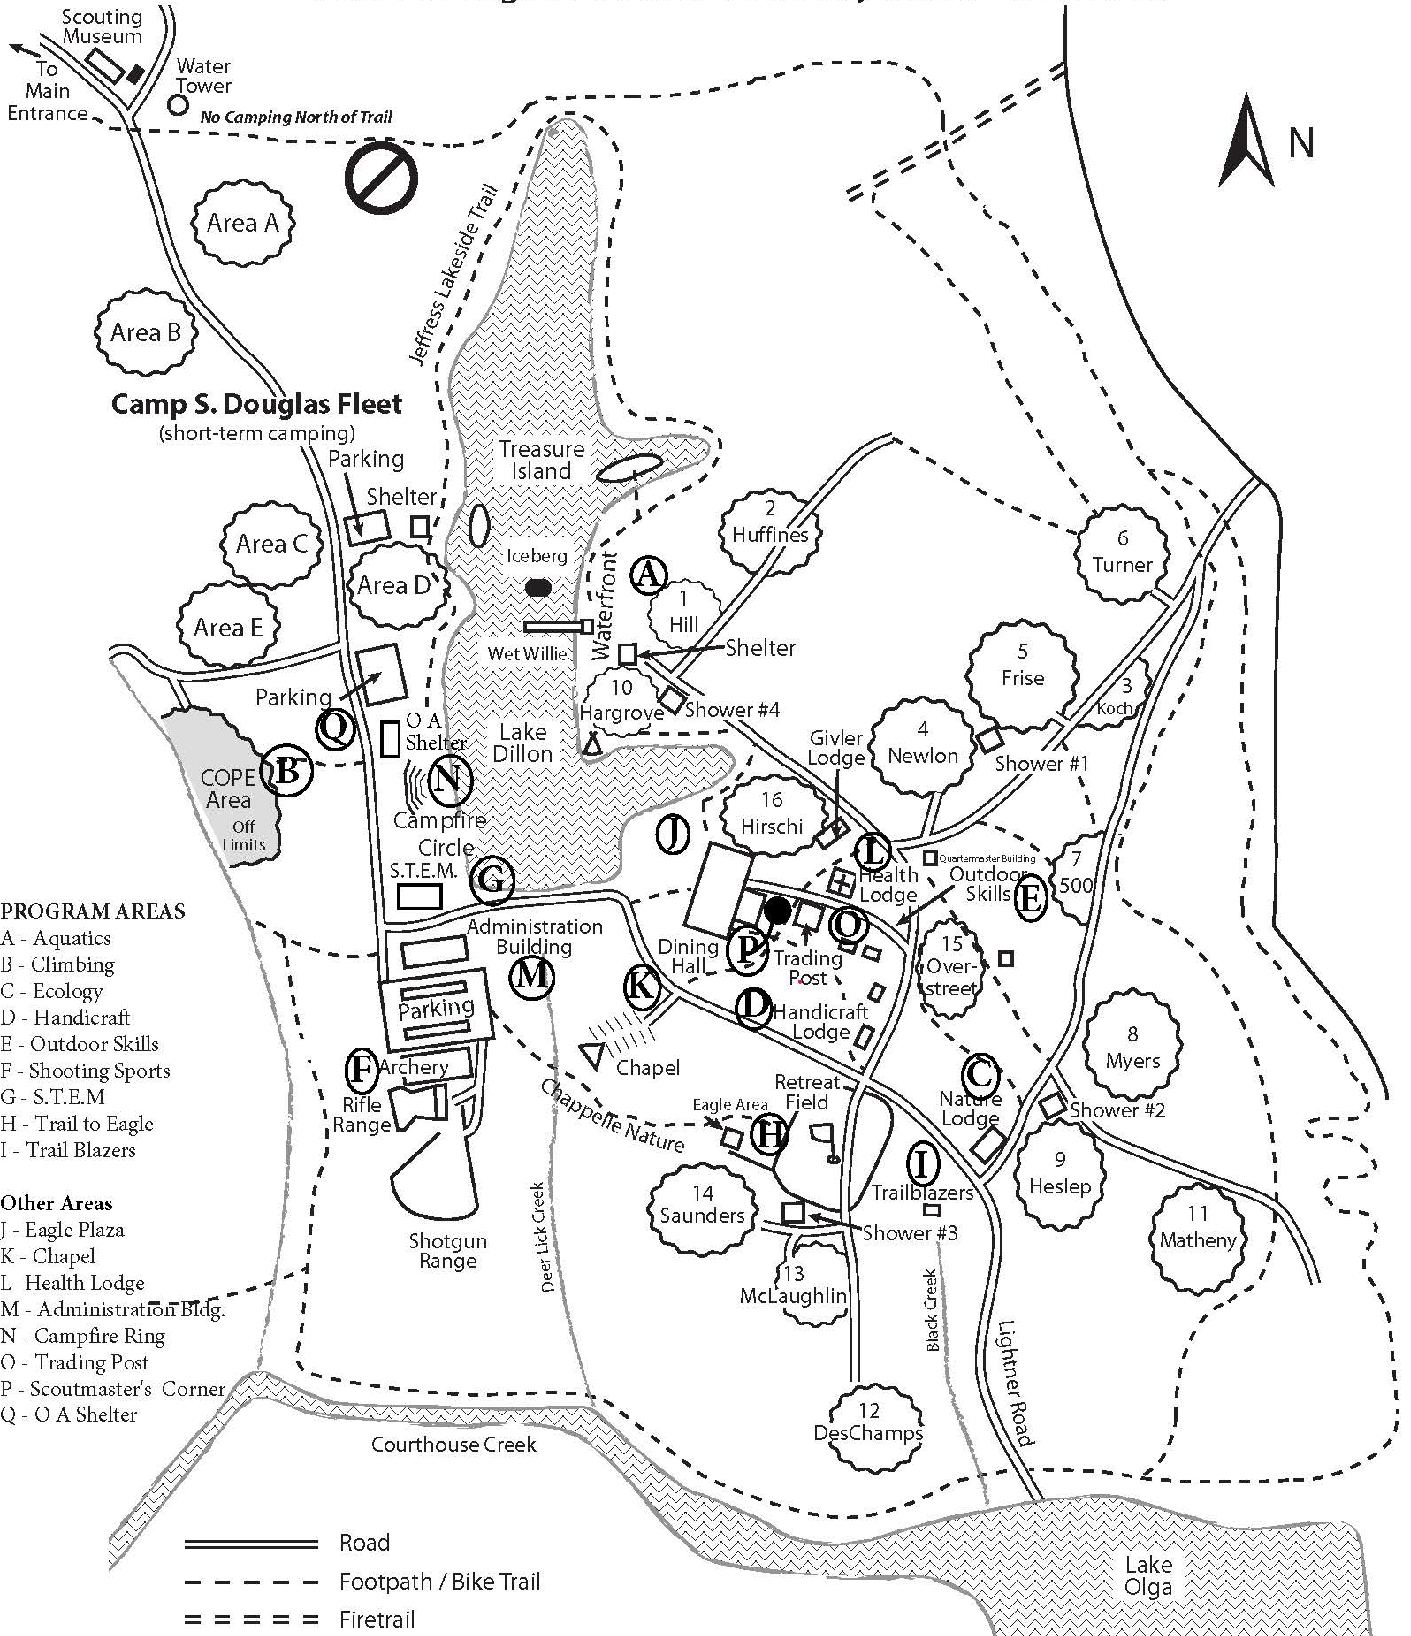 Scouting
Museum
To
Main
Entrance
Water
Tower
No Camping North of Trail
N
Area A
Jeffress Lakeside Trail
Area B
Camp S. Douglas Fleet
(short-term camping)
Parking
Shelter
Treasure
Island
2
Huffines
6
Turner
Area C
Area D
Iceberg
Waterfront
A
1
Hill
Area E
Wet Willie
Shelter
5
Frise
3
Koch
Parking
10
Hargrove
Shower #4
Q
O A
Shelter
Lake
Dillon
Givler
Lodge
4
Newlon
Shower #1
B
COPE
Area
Off
Limits
N
Campfire
Circle
16
Hirschi
J
L
Quartermaster Building
7
500
S.T.E.M.
G
Health
Lodge
Outdoor
Skills
E
PROGRAM AREAS
A - Aquatics
B - Climbing
C - Ecology
D - Handicraft
E - Outdoor Skills
F - Shooting Sports
G - S.T.E.M
H - Trail to Eagle
I - Trail Blazers
Administration
Building
M
Dining
Hall
P
Trading
Post
O
15
Over-
street
Parking
K
D
Handicraft
Lodge
8
Myers
F
Archery
Rifle
Range
Chapel
Chappelle Nature
Retreat
Field
Eagle Area
H
C
Nature
Lodge
Shower #2
I
Trailblazers
9
Heslep
14
Saunders
Shower #3
11
Matheny
Shotgun
Range
Deer Lick Creek
13
McLaughlin
Black Creek
Lightner Road
Other Areas
J - Eagle Plaza
K - Chapel
L Health Lodge
M - Administration Bldg.
N - Campfire Ring
O - Trading Post
P - Scoutmaster's Corner
Q - O A Shelter
12
DesChamps
Courthouse Creek
Lake
Olga
Road
Footpath / Bike Trail
Firetrail